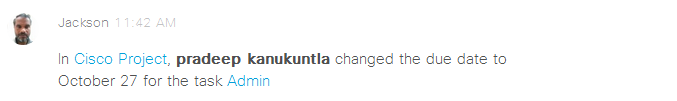 Jackson 11:42 AM
In Cisco Project, pradeep kanukuntla changed the due date to
October 27 for the task Admin